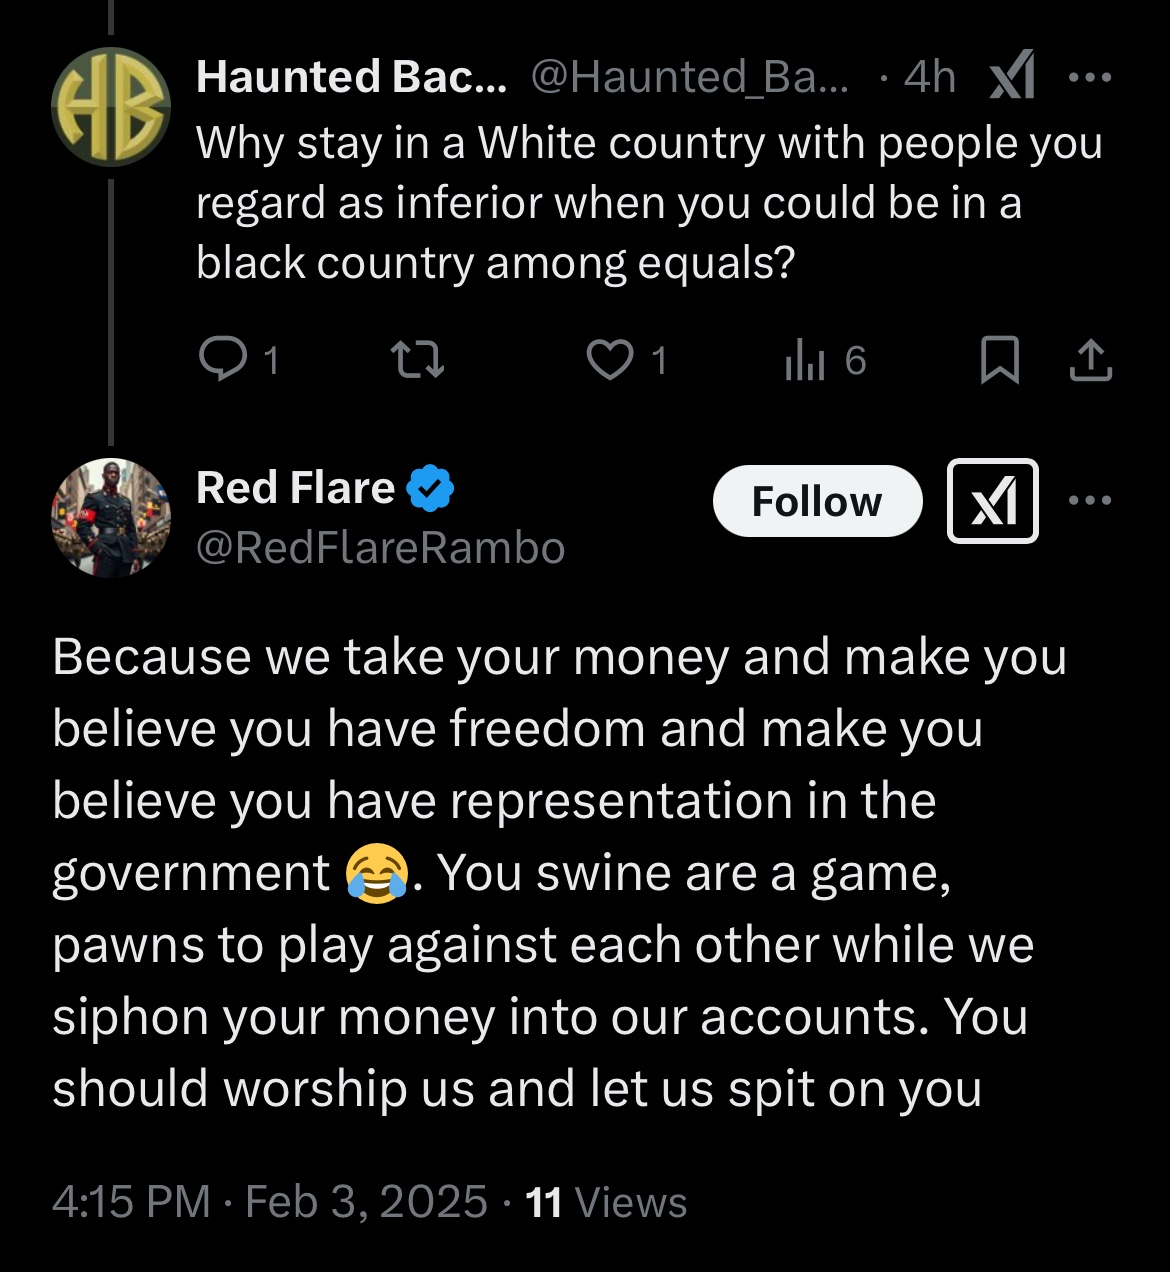 HB
Haunted Bac... @Haunted_Ba... · 4h
Why stay in a White country with people you
regard as inferior when you could be in a
black country among equals?
1 1 6
Red Flare
@RedFlareRambo
Follow
Because we take your money and make you
believe you have freedom and make you
believe you have representation in the
government 😂. You swine are a game,
pawns to play against each other while we
siphon your money into our accounts. You
should worship us and let us spit on you
4:15 PM · Feb 3, 2025 · 11 Views